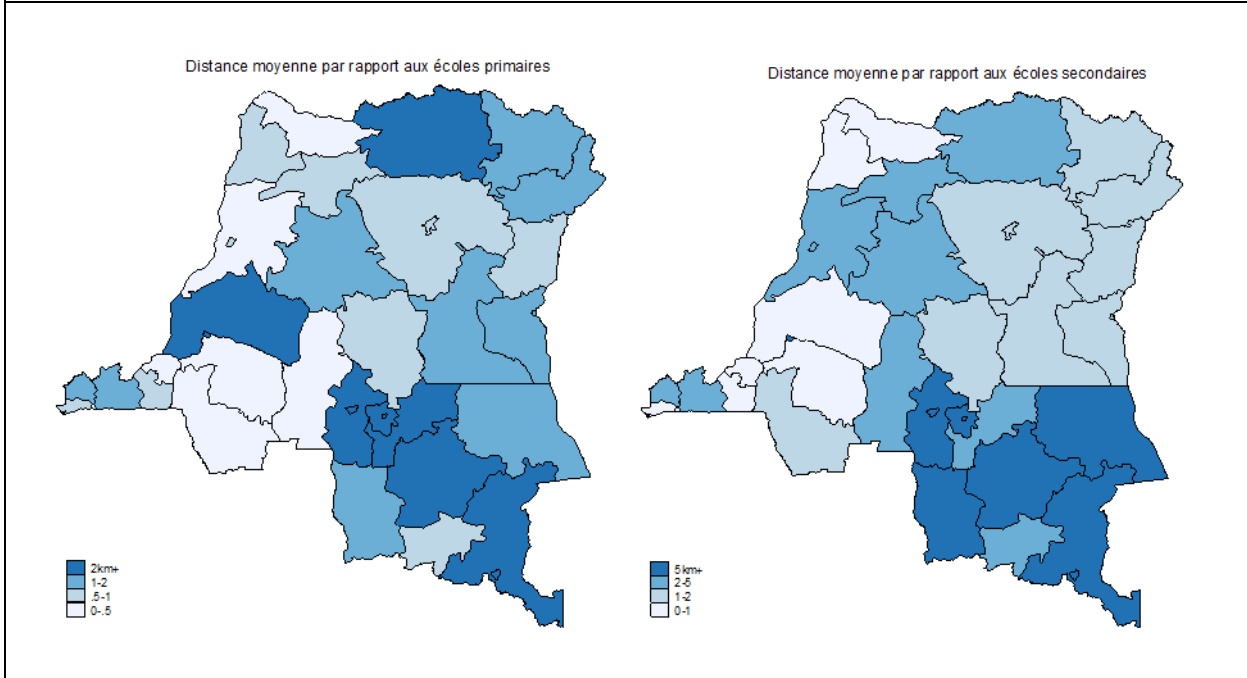 Distance moyenne par rapport aux écoles primaires
2km+
1-2
.5-1
0-.5
Distance moyenne par rapport aux écoles secondaires
5km+
2-5
1-2
0-1